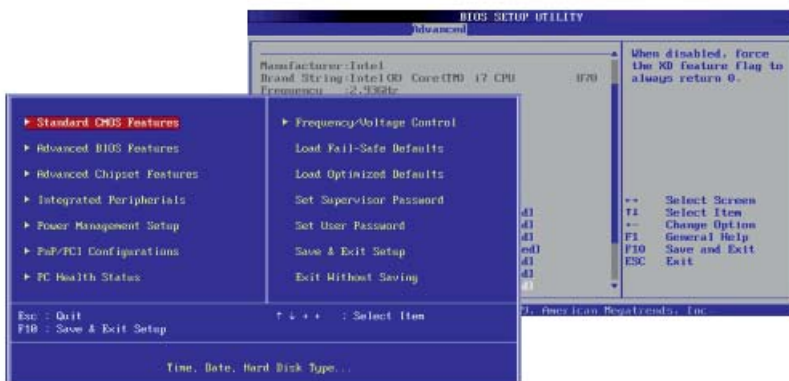 BIOS SETUP UTILITY
Advanced
Manufacturer:Intel
Brand String:Intel(R) Core(TM) i7 CPU 870
Frequency :2.93GHz
When disabled, force
the XD feature flag to
always return 0.
Select Screen
Select Item
+- Change Option
F1 General Help
F10 Save and Exit
ESC Exit
American Megatrends, Inc.
▸ Standard CMOS Features
▸ Advanced BIOS Features
▸ Advanced Chipset Features
▸ Integrated Peripherials
▸ Power Management Setup
▸ PnP/PCI Configurations
▸ PC Health Status
▸ Frequency/Voltage Control
Load Fail-Safe Defaults
Load Optimized Defaults
Set Supervisor Password
Set User Password
Save & Exit Setup
Exit Without Saving
Esc : Quit
F10 : Save & Exit Setup
↑ ↓ → ← : Select Item
Time, Date, Hard Disk Type...